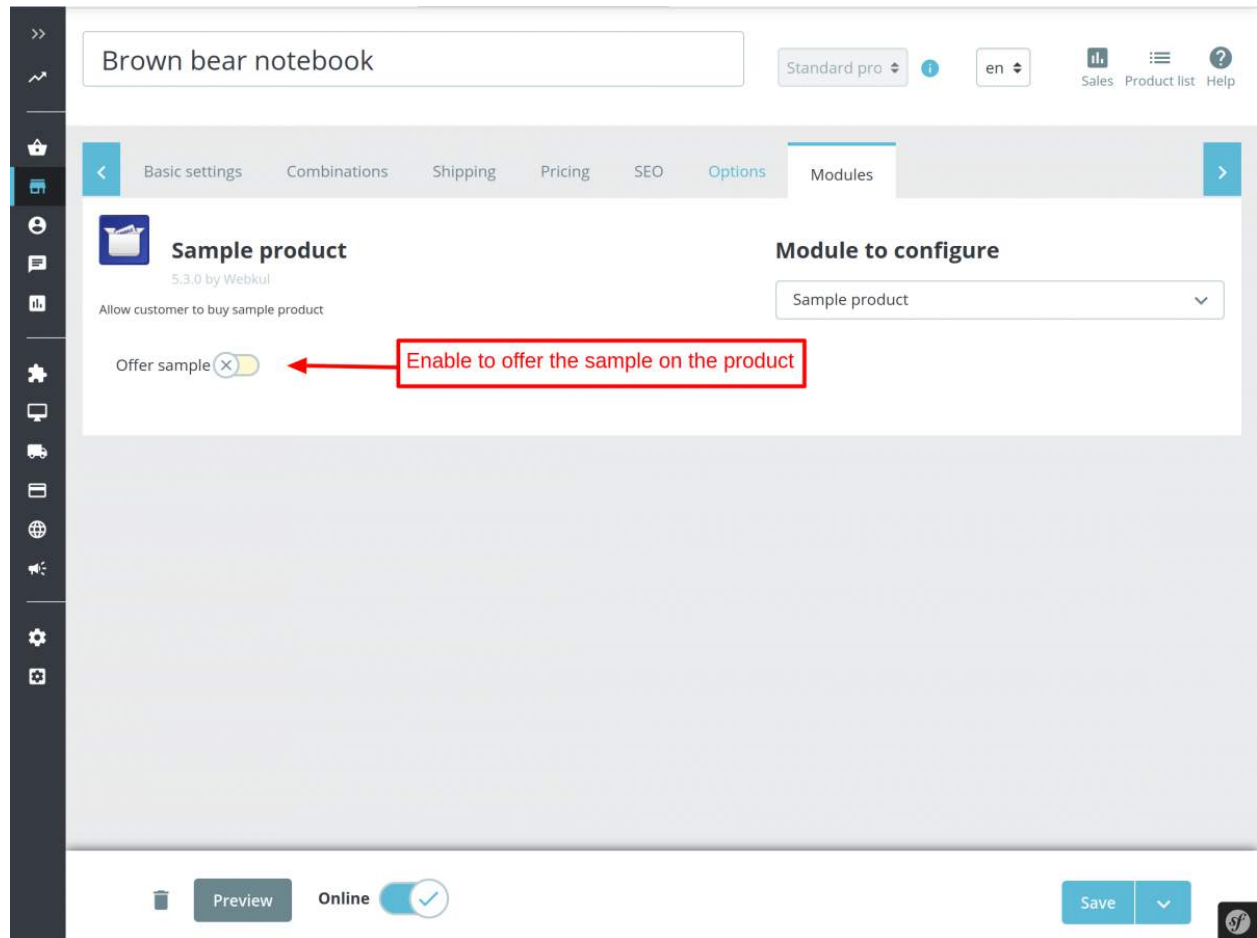 Brown bear notebook
Standard pro
en
Sales Product list Help
Basic settings Combinations Shipping Pricing SEO Options Modules
Sample product
5.3.0 by Webkul
Allow customer to buy sample product
Module to configure
Sample product
Offer sample
Enable to offer the sample on the product
Preview Online Save
sf